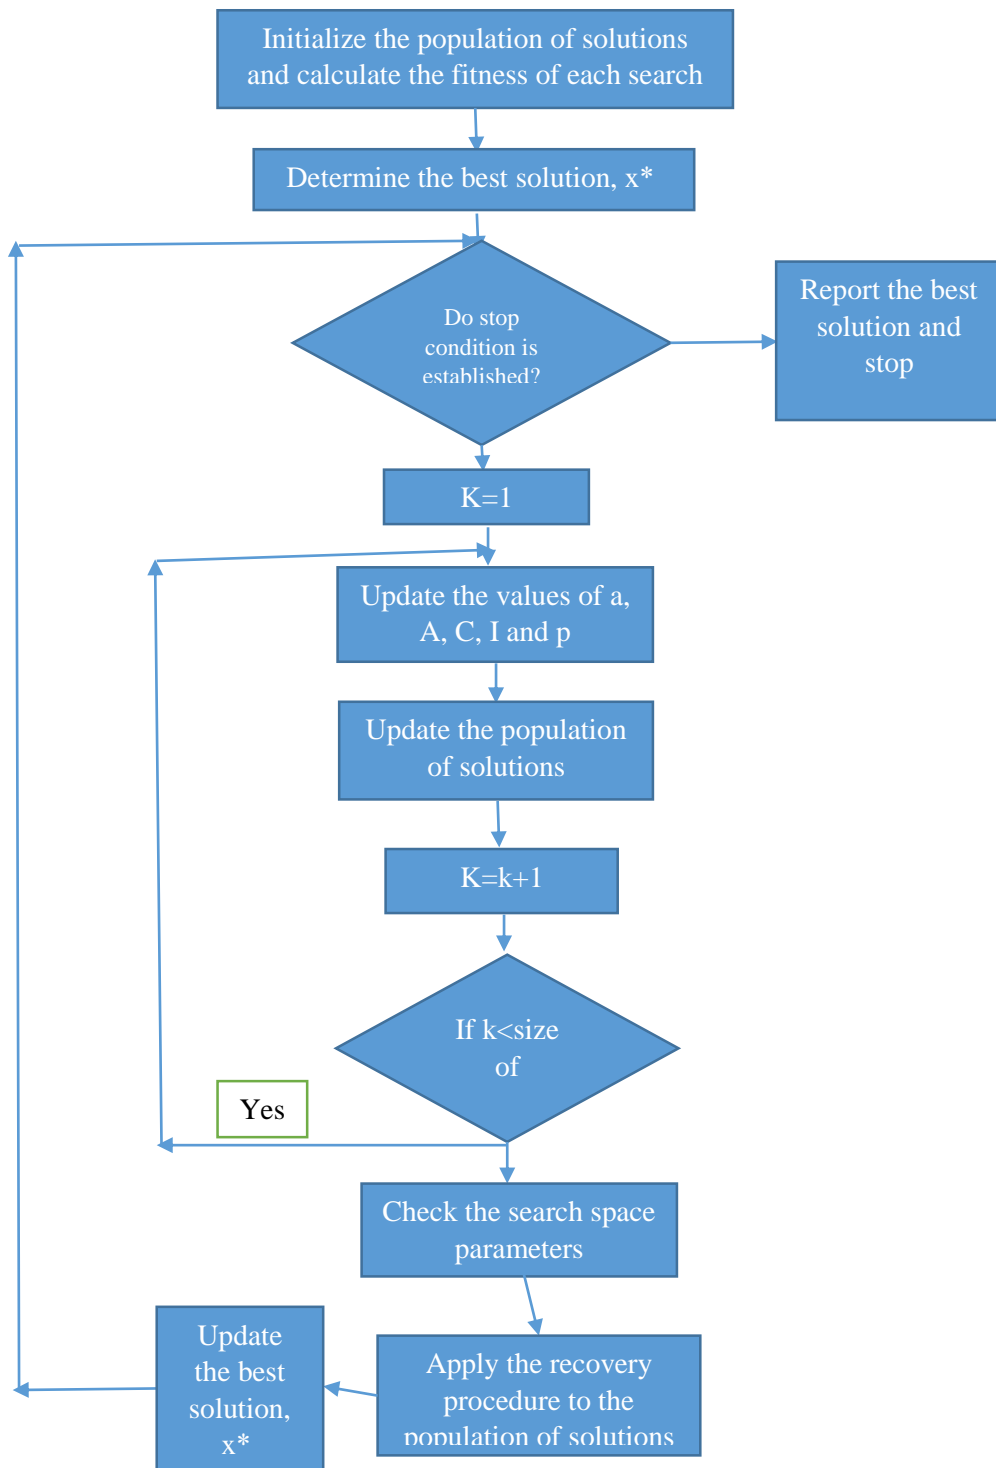 Initialize the population of solutions
and calculate the fitness of each search
Determine the best solution, x*
Do stop
condition is
established?
Report the best
solution and
stop
K=1
Update the values of a,
A, C, I and p
Update the population
of solutions
K=k+1
If k<size
of
Yes
Check the search space
parameters
Apply the recovery
procedure to the
population of solutions
Update
the best
solution,
x*